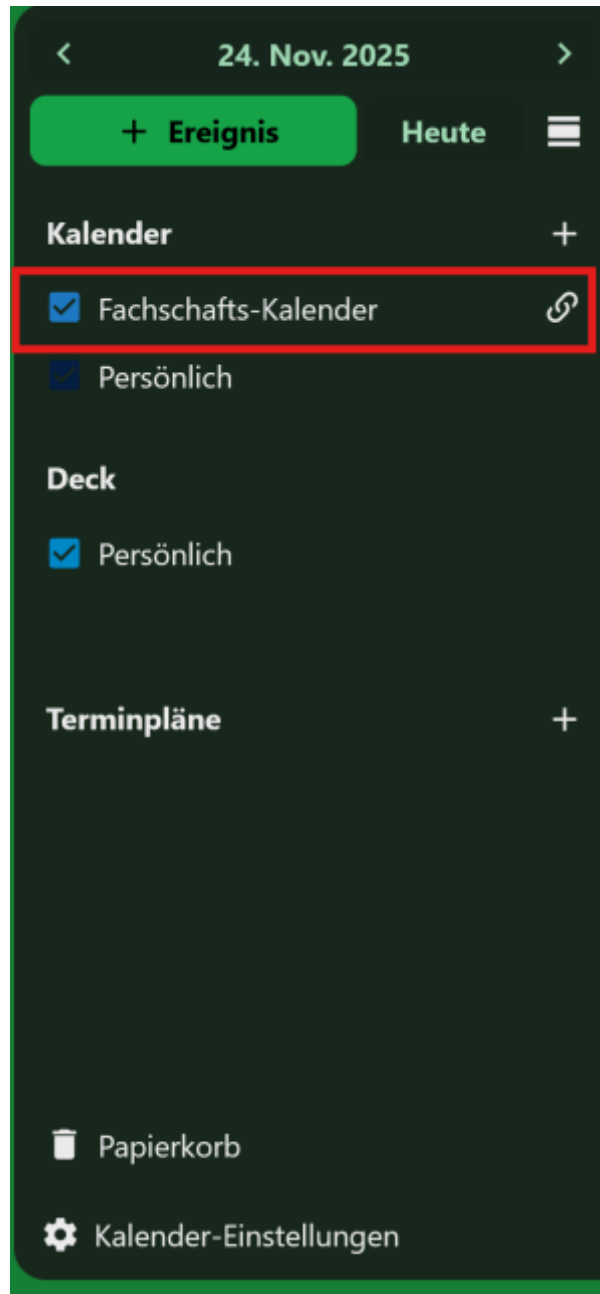 24. Nov. 2025
+ Ereignis Heute
Kalender
Fachschafts-Kalender
Persönlich
Deck
Persönlich
Terminpläne
Papierkorb
Kalender-Einstellungen